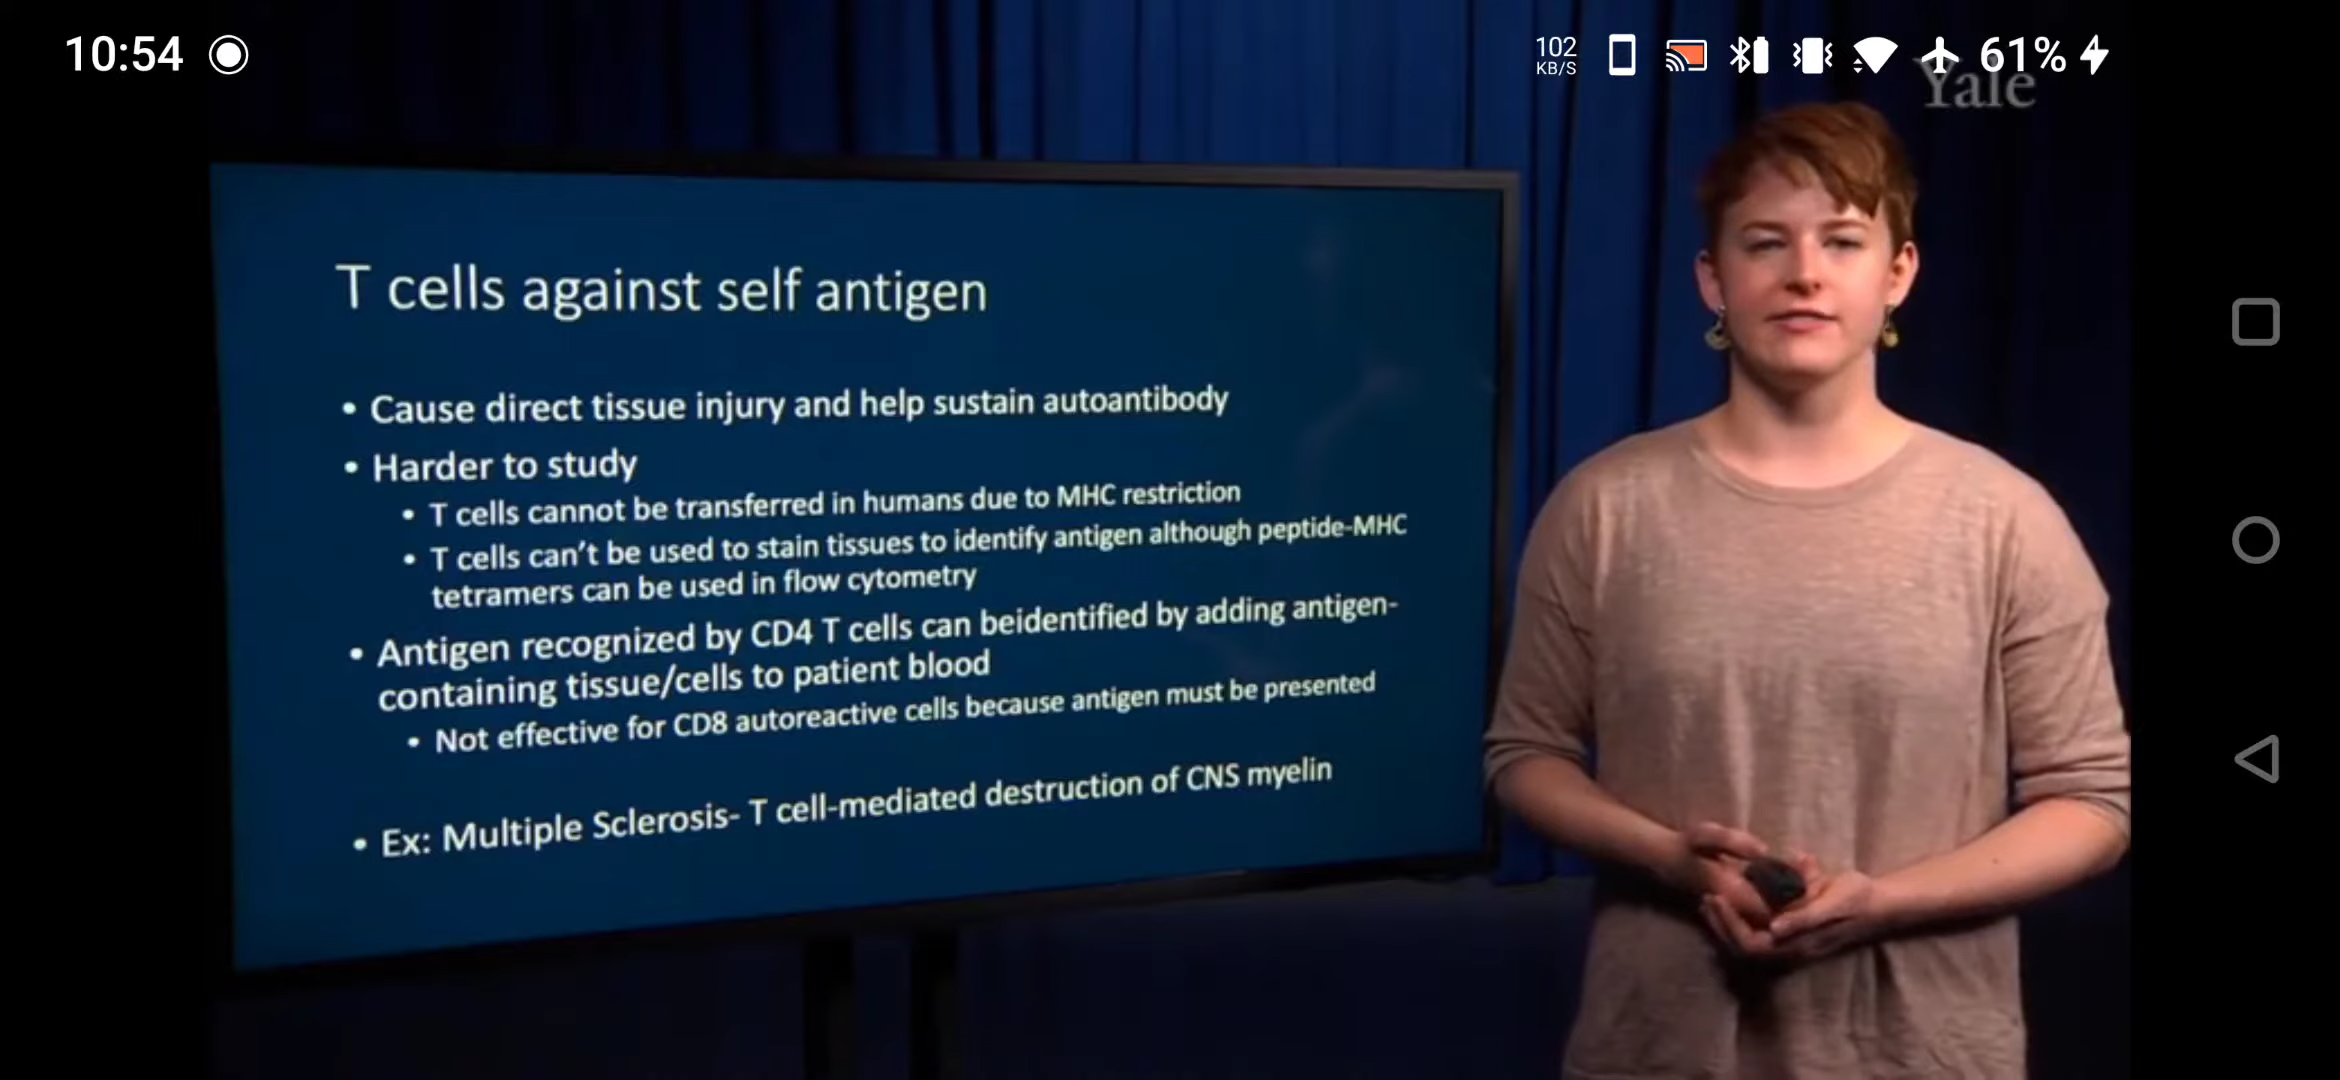 10:54
102
KB/S
61%
Yale
T cells against self antigen
• Cause direct tissue injury and help sustain autoantibody
• Harder to study
• T cells cannot be transferred in humans due to MHC restriction
• T cells can't be used to stain tissues to identify antigen although peptide-MHC
tetramers can be used in flow cytometry
• Antigen recognized by CD4 T cells can beidentified by adding antigen-
containing tissue/cells to patient blood
• Not effective for CD8 autoreactive cells because antigen must be presented
• Ex: Multiple Sclerosis- T cell-mediated destruction of CNS myelin